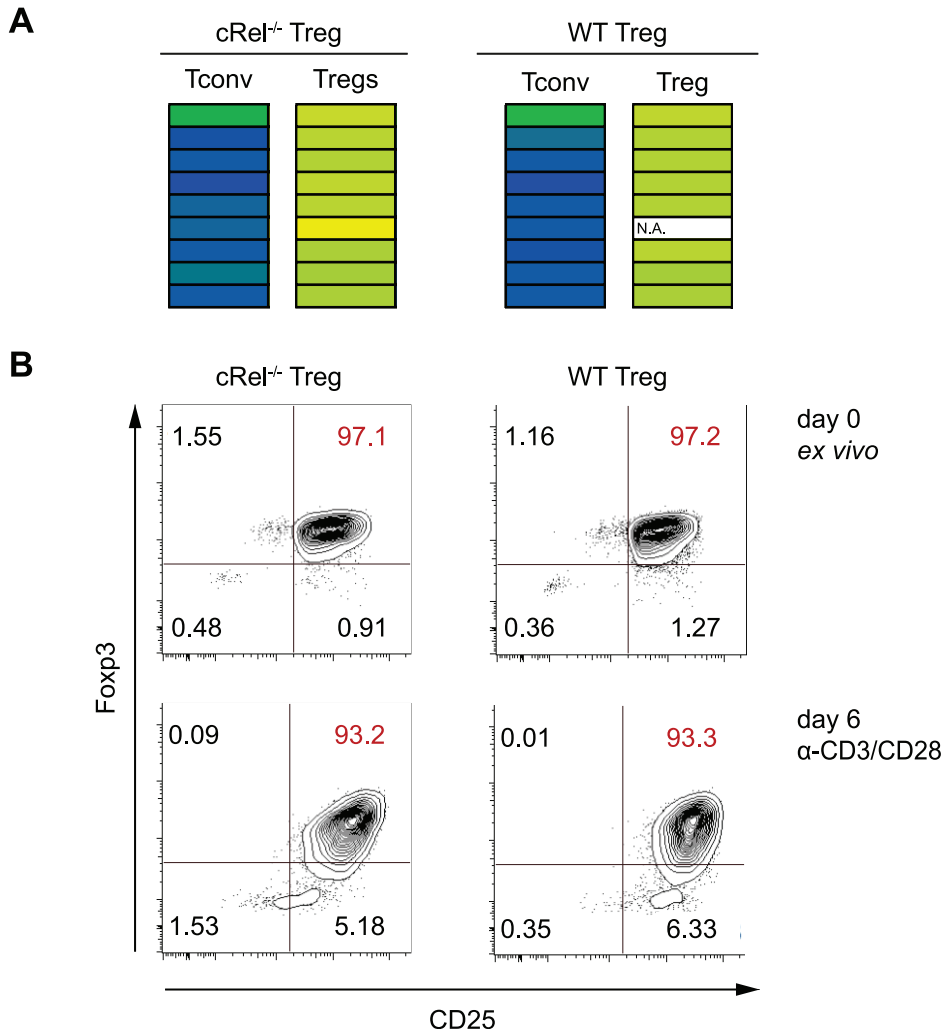 A
cRel-/- Treg
WT Treg
Tconv
Tregs
Tconv
Treg
N.A.
B
cRel-/- Treg
WT Treg
1.55
97.1
1.16
97.2
day 0
ex vivo
0.48
0.91
0.36
1.27
Foxp3
0.09
93.2
0.01
93.3
day 6
α-CD3/CD28
1.53
5.18
0.35
6.33
CD25